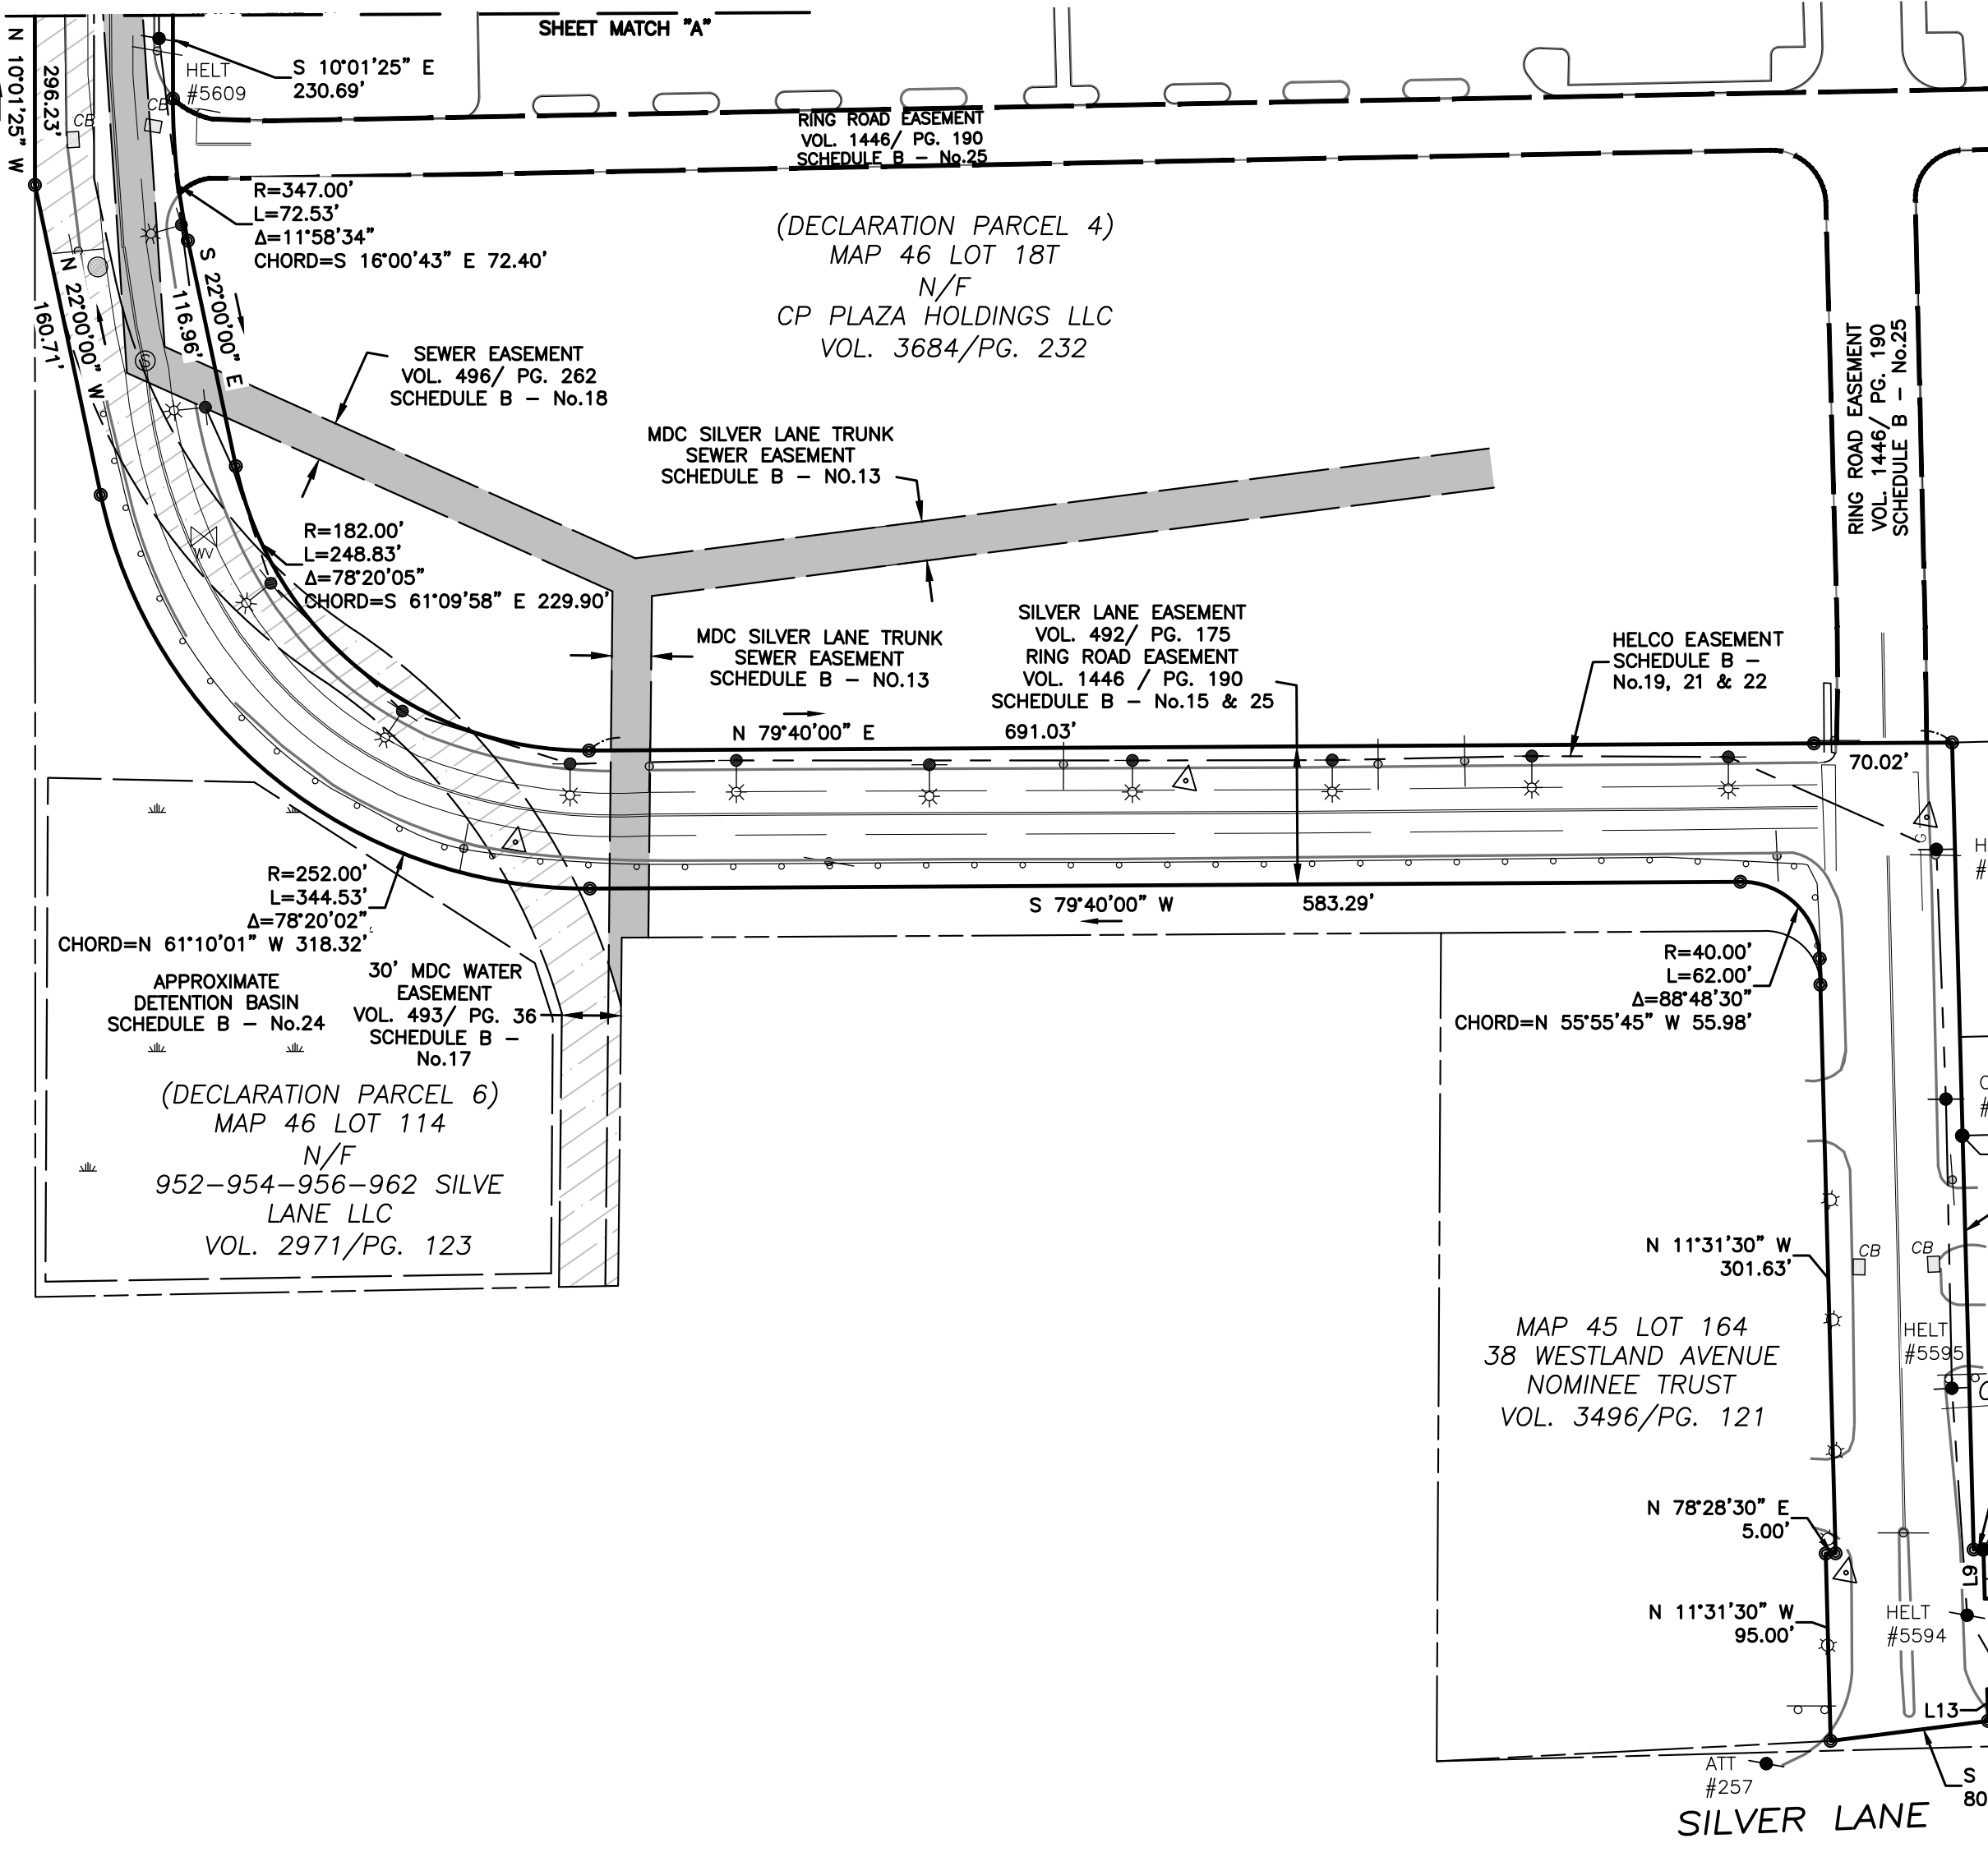 SHEET MATCH "A"
N 10°01'25" W
296.23'
S 10°01'25" E
230.69'
HELT
#5609
CB
CB
RING ROAD EASEMENT
VOL. 1446/ PG. 190
SCHEDULE B - No.25
R=347.00'
L=72.53'
Δ=11°58'34"
CHORD=S 16°00'43" E 72.40'
(DECLARATION PARCEL 4)
MAP 46 LOT 18T
N/F
CP PLAZA HOLDINGS LLC
VOL. 3684/PG. 232
S 22°00'00" E
116.96'
N 22°00'00" W
160.71'
S
SEWER EASEMENT
VOL. 496/ PG. 262
SCHEDULE B - No.18
MDC SILVER LANE TRUNK
SEWER EASEMENT
SCHEDULE B - NO.13
RING ROAD EASEMENT
VOL. 1446/ PG. 190
SCHEDULE B - No.25
R=182.00'
L=248.83'
Δ=78°20'05"
CHORD=S 61°09'58" E 229.90'
WV
MDC SILVER LANE TRUNK
SEWER EASEMENT
SCHEDULE B - NO.13
SILVER LANE EASEMENT
VOL. 492/ PG. 175
RING ROAD EASEMENT
VOL. 1446 / PG. 190
SCHEDULE B - No.15 & 25
HELCO EASEMENT
SCHEDULE B -
No.19, 21 & 22
N 79°40'00" E
691.03'
70.02'
G
H
#
R=252.00'
L=344.53'
Δ=78°20'02"
CHORD=N 61°10'01" W 318.32'
S 79°40'00" W
583.29'
APPROXIMATE
DETENTION BASIN
SCHEDULE B - No.24
30' MDC WATER
EASEMENT
VOL. 493/ PG. 36
SCHEDULE B -
No.17
R=40.00'
L=62.00'
Δ=88°48'30"
CHORD=N 55°55'45" W 55.98'
(DECLARATION PARCEL 6)
MAP 46 LOT 114
N/F
952-954-956-962 SILVE
LANE LLC
VOL. 2971/PG. 123
N 11°31'30" W
301.63'
CB
CB
MAP 45 LOT 164
38 WESTLAND AVENUE
NOMINEE TRUST
VOL. 3496/PG. 121
HELT
#5595
N 78°28'30" E
5.00'
L9
N 11°31'30" W
95.00'
HELT
#5594
L13
ATT
#257
S
80
SILVER LANE